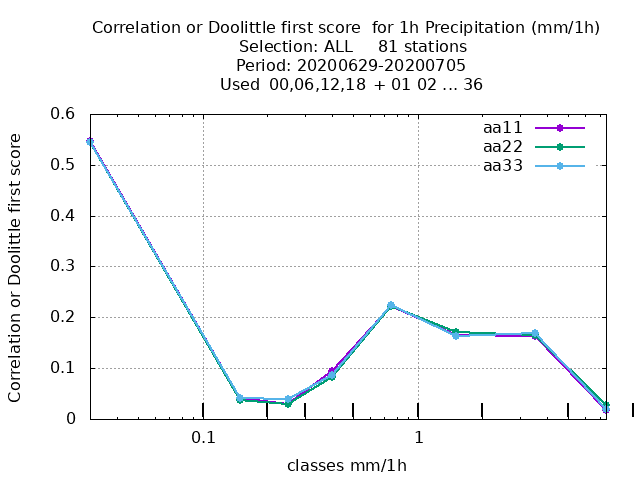 Correlation or Doolittle first score  for 1h Precipitation (mm/1h)
Selection: ALL     81 stations
Period: 20200629-20200705
Used 00,06,12,18 + 01 02 ... 36
Correlation or Doolittle first score
0.6
0.5
0.4
0.3
0.2
0.1
0
aa11
aa22
aa33
0.1
1
classes mm/1h